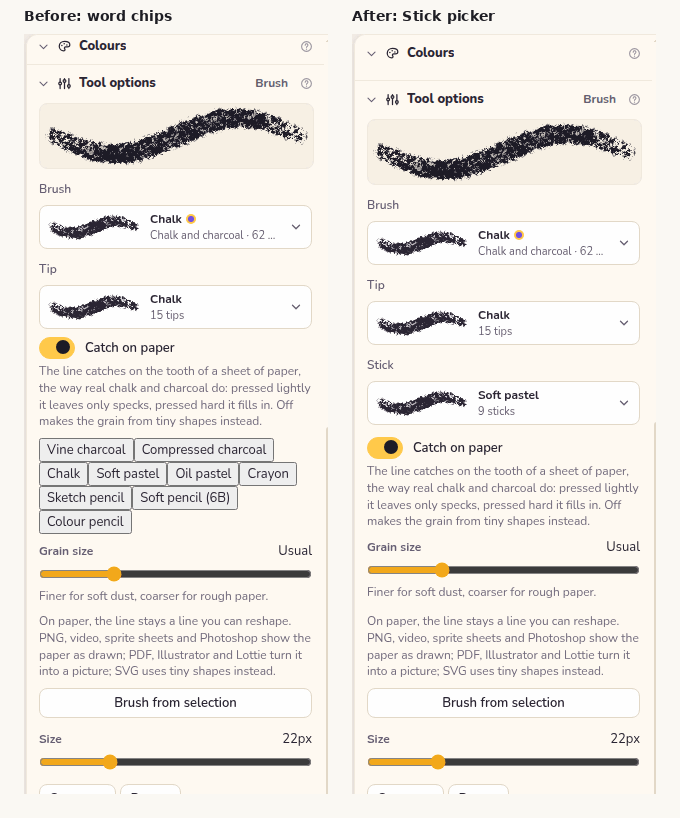 Before: word chips
Colours
Tool options Brush
Brush
Chalk
Chalk and charcoal · 62 ...
Tip
Chalk
15 tips
Catch on paper
The line catches on the tooth of a sheet of paper,
the way real chalk and charcoal do: pressed lightly
it leaves only specks, pressed hard it fills in. Off
makes the grain from tiny shapes instead.
Vine charcoal Compressed charcoal
Chalk Soft pastel Oil pastel Crayon
Sketch pencil Soft pencil (6B)
Colour pencil
Grain size Usual
Finer for soft dust, coarser for rough paper.
On paper, the line stays a line you can reshape.
PNG, video, sprite sheets and Photoshop show the
paper as drawn; PDF, Illustrator and Lottie turn it
into a picture; SVG uses tiny shapes instead.
Brush from selection
Size 22px
After: Stick picker
Colours
Tool options Brush
Brush
Chalk
Chalk and charcoal · 62 ...
Tip
Chalk
15 tips
Stick
Soft pastel
9 sticks
Catch on paper
The line catches on the tooth of a sheet of paper,
the way real chalk and charcoal do: pressed lightly
it leaves only specks, pressed hard it fills in. Off
makes the grain from tiny shapes instead.
Grain size Usual
Finer for soft dust, coarser for rough paper.
On paper, the line stays a line you can reshape.
PNG, video, sprite sheets and Photoshop show the
paper as drawn; PDF, Illustrator and Lottie turn it
into a picture; SVG uses tiny shapes instead.
Brush from selection
Size 22px